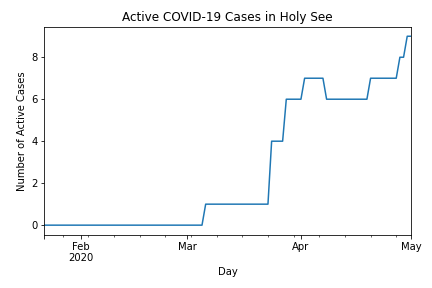 Active COVID-19 Cases in Holy See
Number of Active Cases
8
6
4
2
0
Feb
2020
Mar
Apr
May
Day